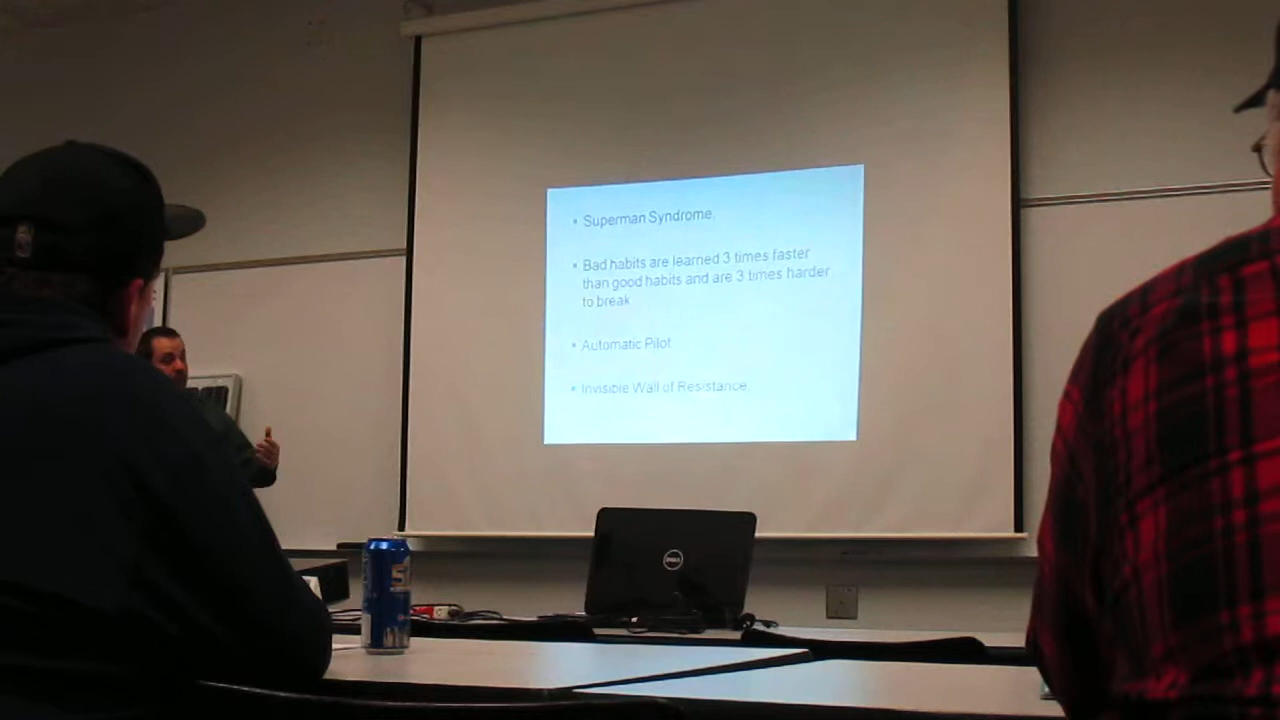 Superman Syndrome.
Bad habits are learned 3 times faster
than good habits and are 3 times harder
to break
Automatic Pilot
Invisible Wall of Resistance.
DELL